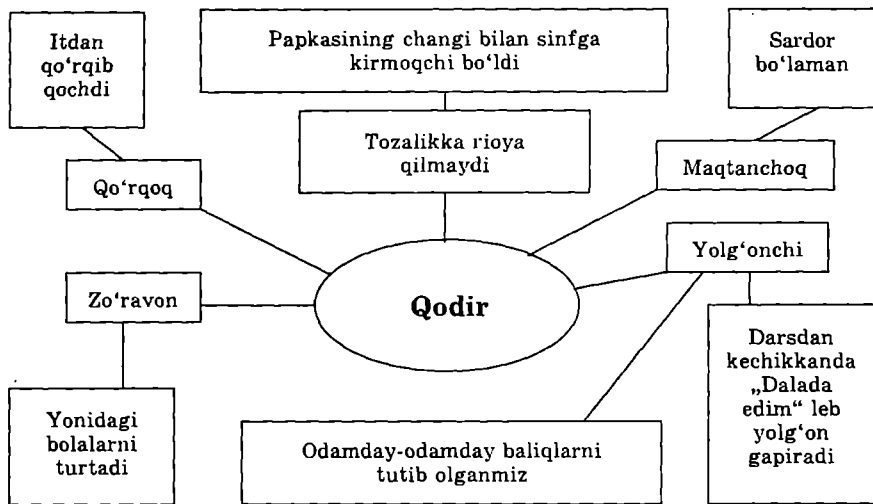 Itdan
qo‘rqib
qochdi
Papkasining changi bilan sinfga
kirmoqchi bo‘ldi
Sardor
bo‘laman
Tozalikka rioya
qilmaydi
Qo‘rqoq
Maqtanchoq
Yolg‘onchi
Zo‘ravon
Qodir
Yonidagi
bolalarni
turtadi
Odamday-odamday baliqlarni
tutib olganmiz
Darsdan
kechikkanda
„Dalada
edim“ leb
yolg‘on
gapiradi